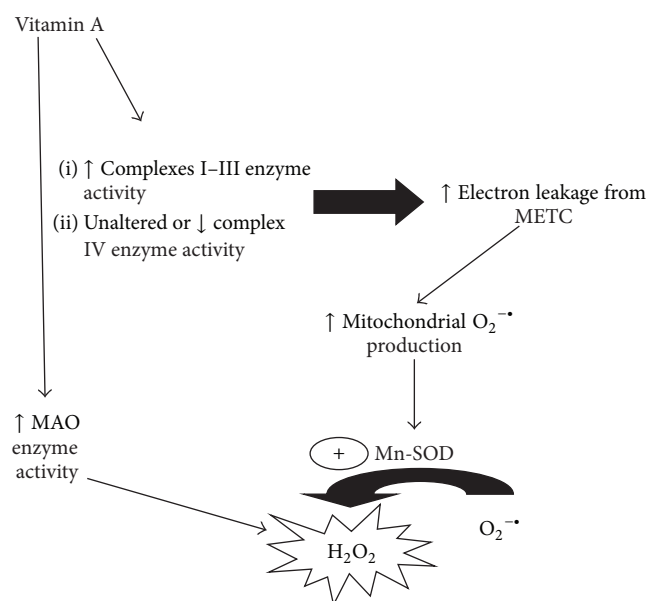 Vitamin A
(i) ↑ Complexes I–III enzyme
activity
(ii) Unaltered or ↓ complex
IV enzyme activity
↑ Electron leakage from
METC
↑ Mitochondrial O₂⁻•
production
↑ MAO
enzyme
activity
+ Mn-SOD
O₂⁻•
H₂O₂